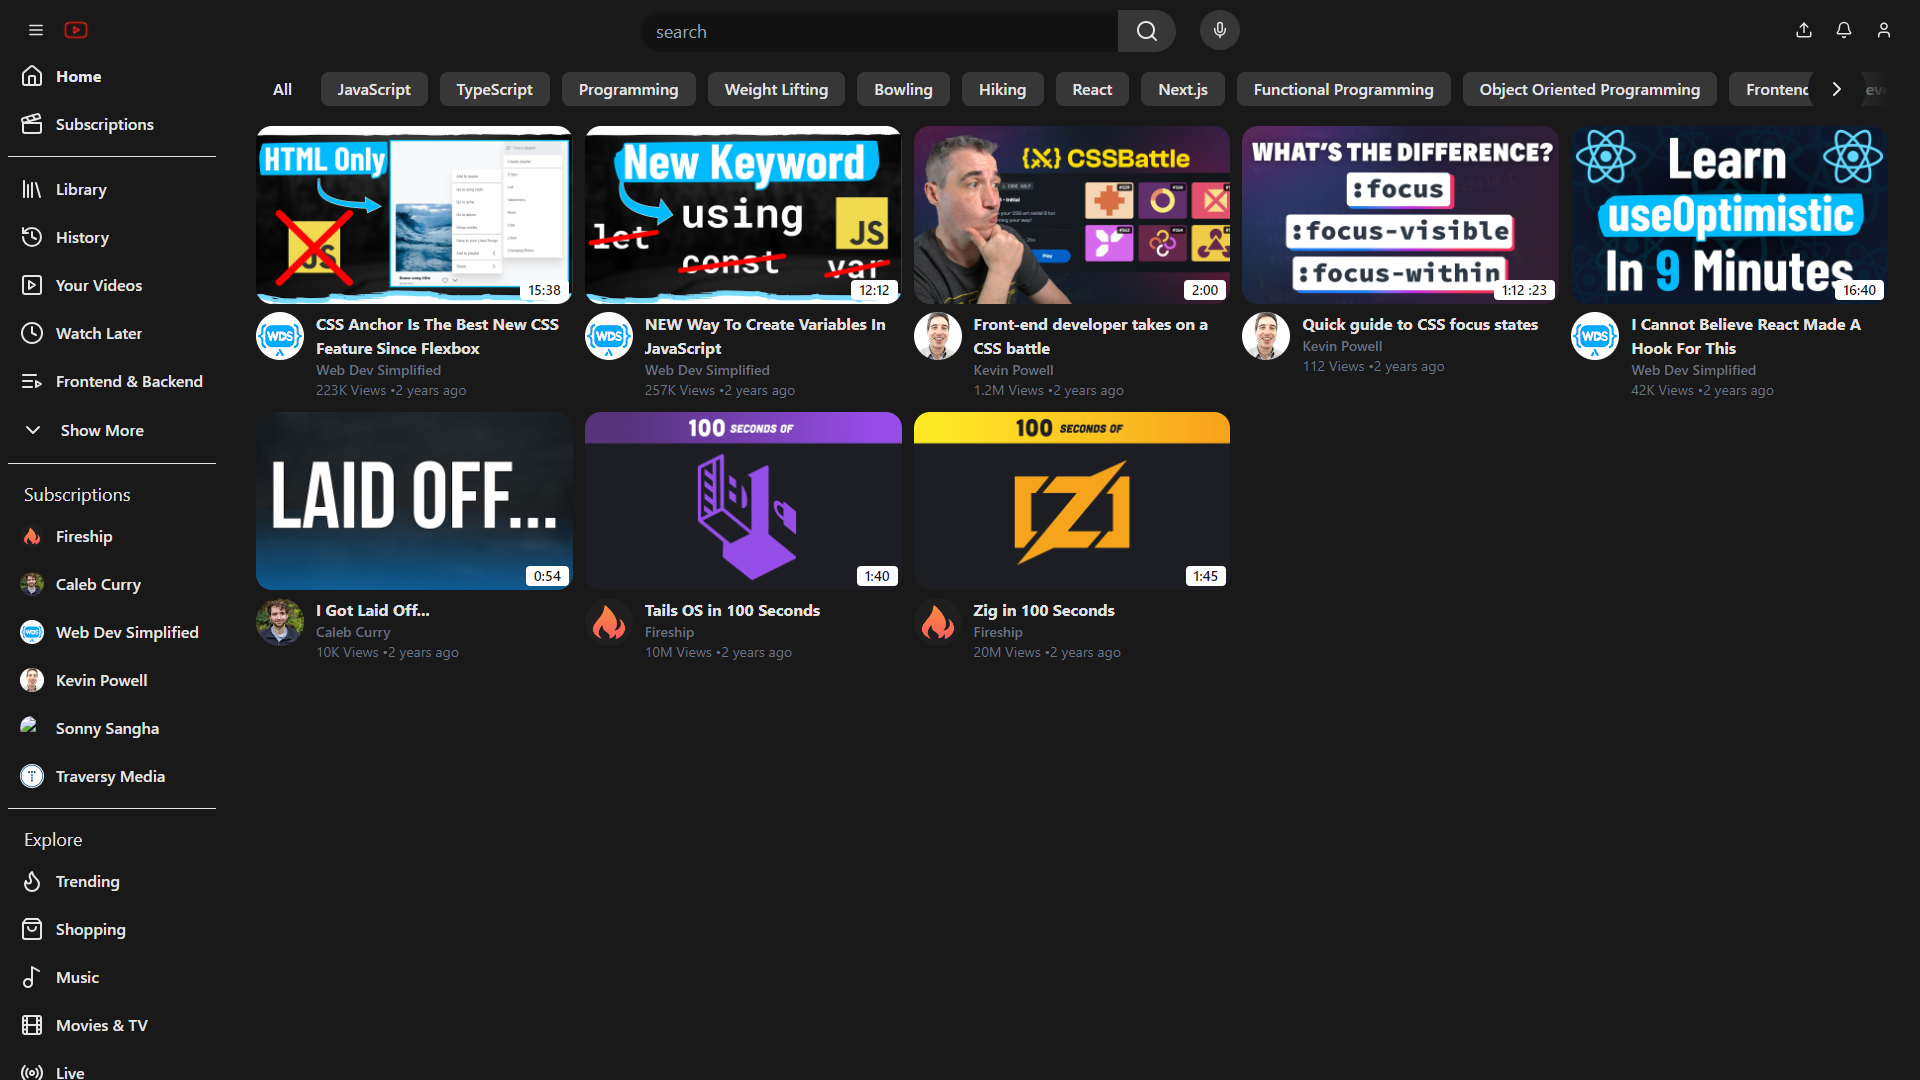 search
Home
Subscriptions
Library
History
Your Videos
Watch Later
Frontend & Backend
Show More
Subscriptions
Fireship
Caleb Curry
Web Dev Simplified
Kevin Powell
Sonny Sangha
Traversy Media
Explore
Trending
Shopping
Music
Movies & TV
Live
All
JavaScript
TypeScript
Programming
Weight Lifting
Bowling
Hiking
React
Next.js
Functional Programming
Object Oriented Programming
HTML Only
JS
15:38
WDS
CSS Anchor Is The Best New CSS
Feature Since Flexbox
Web Dev Simplified
223K Views •2 years ago
New Keyword
let
using
const
var
JS
12:12
WDS
NEW Way To Create Variables In
JavaScript
Web Dev Simplified
257K Views •2 years ago
{X} CSSBattle
Play
2:00
Front-end developer takes on a
CSS battle
Kevin Powell
1.2M Views •2 years ago
WHAT'S THE DIFFERENCE?
:focus
:focus-visible
:focus-within
1:12 :23
Quick guide to CSS focus states
Kevin Powell
112 Views •2 years ago
Learn
useOptimistic
In 9 Minutes
16:40
WDS
I Cannot Believe React Made A
Hook For This
Web Dev Simplified
42K Views •2 years ago
LAID OFF...
0:54
I Got Laid Off...
Caleb Curry
10K Views •2 years ago
100 SECONDS OF
1:40
Tails OS in 100 Seconds
Fireship
10M Views •2 years ago
100 SECONDS OF
1:45
Zig in 100 Seconds
Fireship
20M Views •2 years ago